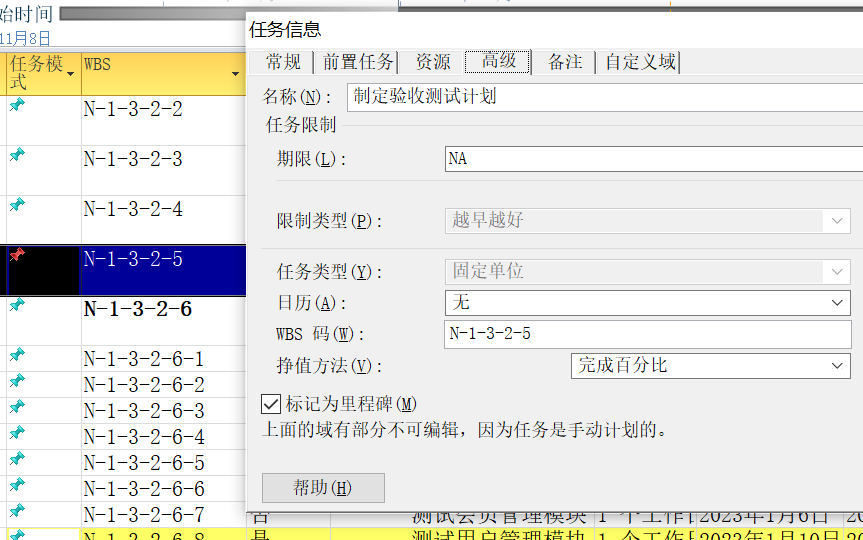 始时间
11月8日
任务模式
WBS
N-1-3-2-2
N-1-3-2-3
N-1-3-2-4
N-1-3-2-5
N-1-3-2-6
N-1-3-2-6-1
N-1-3-2-6-2
N-1-3-2-6-3
N-1-3-2-6-4
N-1-3-2-6-5
N-1-3-2-6-6
N-1-3-2-6-7
N-1-3-2-6-8
任务信息
常规 前置任务 资源 高级 备注 自定义域
名称(N): 制定验收测试计划
任务限制
期限(L): NA
限制类型(P): 越早越好
任务类型(Y): 固定单位
日历(A): 无
WBS 码(W): N-1-3-2-5
挣值方法(V): 完成百分比
标记为里程碑(M)
上面的域有部分不可编辑，因为任务是手动计划的。
帮助(H)
否 测试会员管理模块 1 个工作日 2023年1月6日 20
是 测试用户管理模块 1 个工作日 2023年1月10日 20